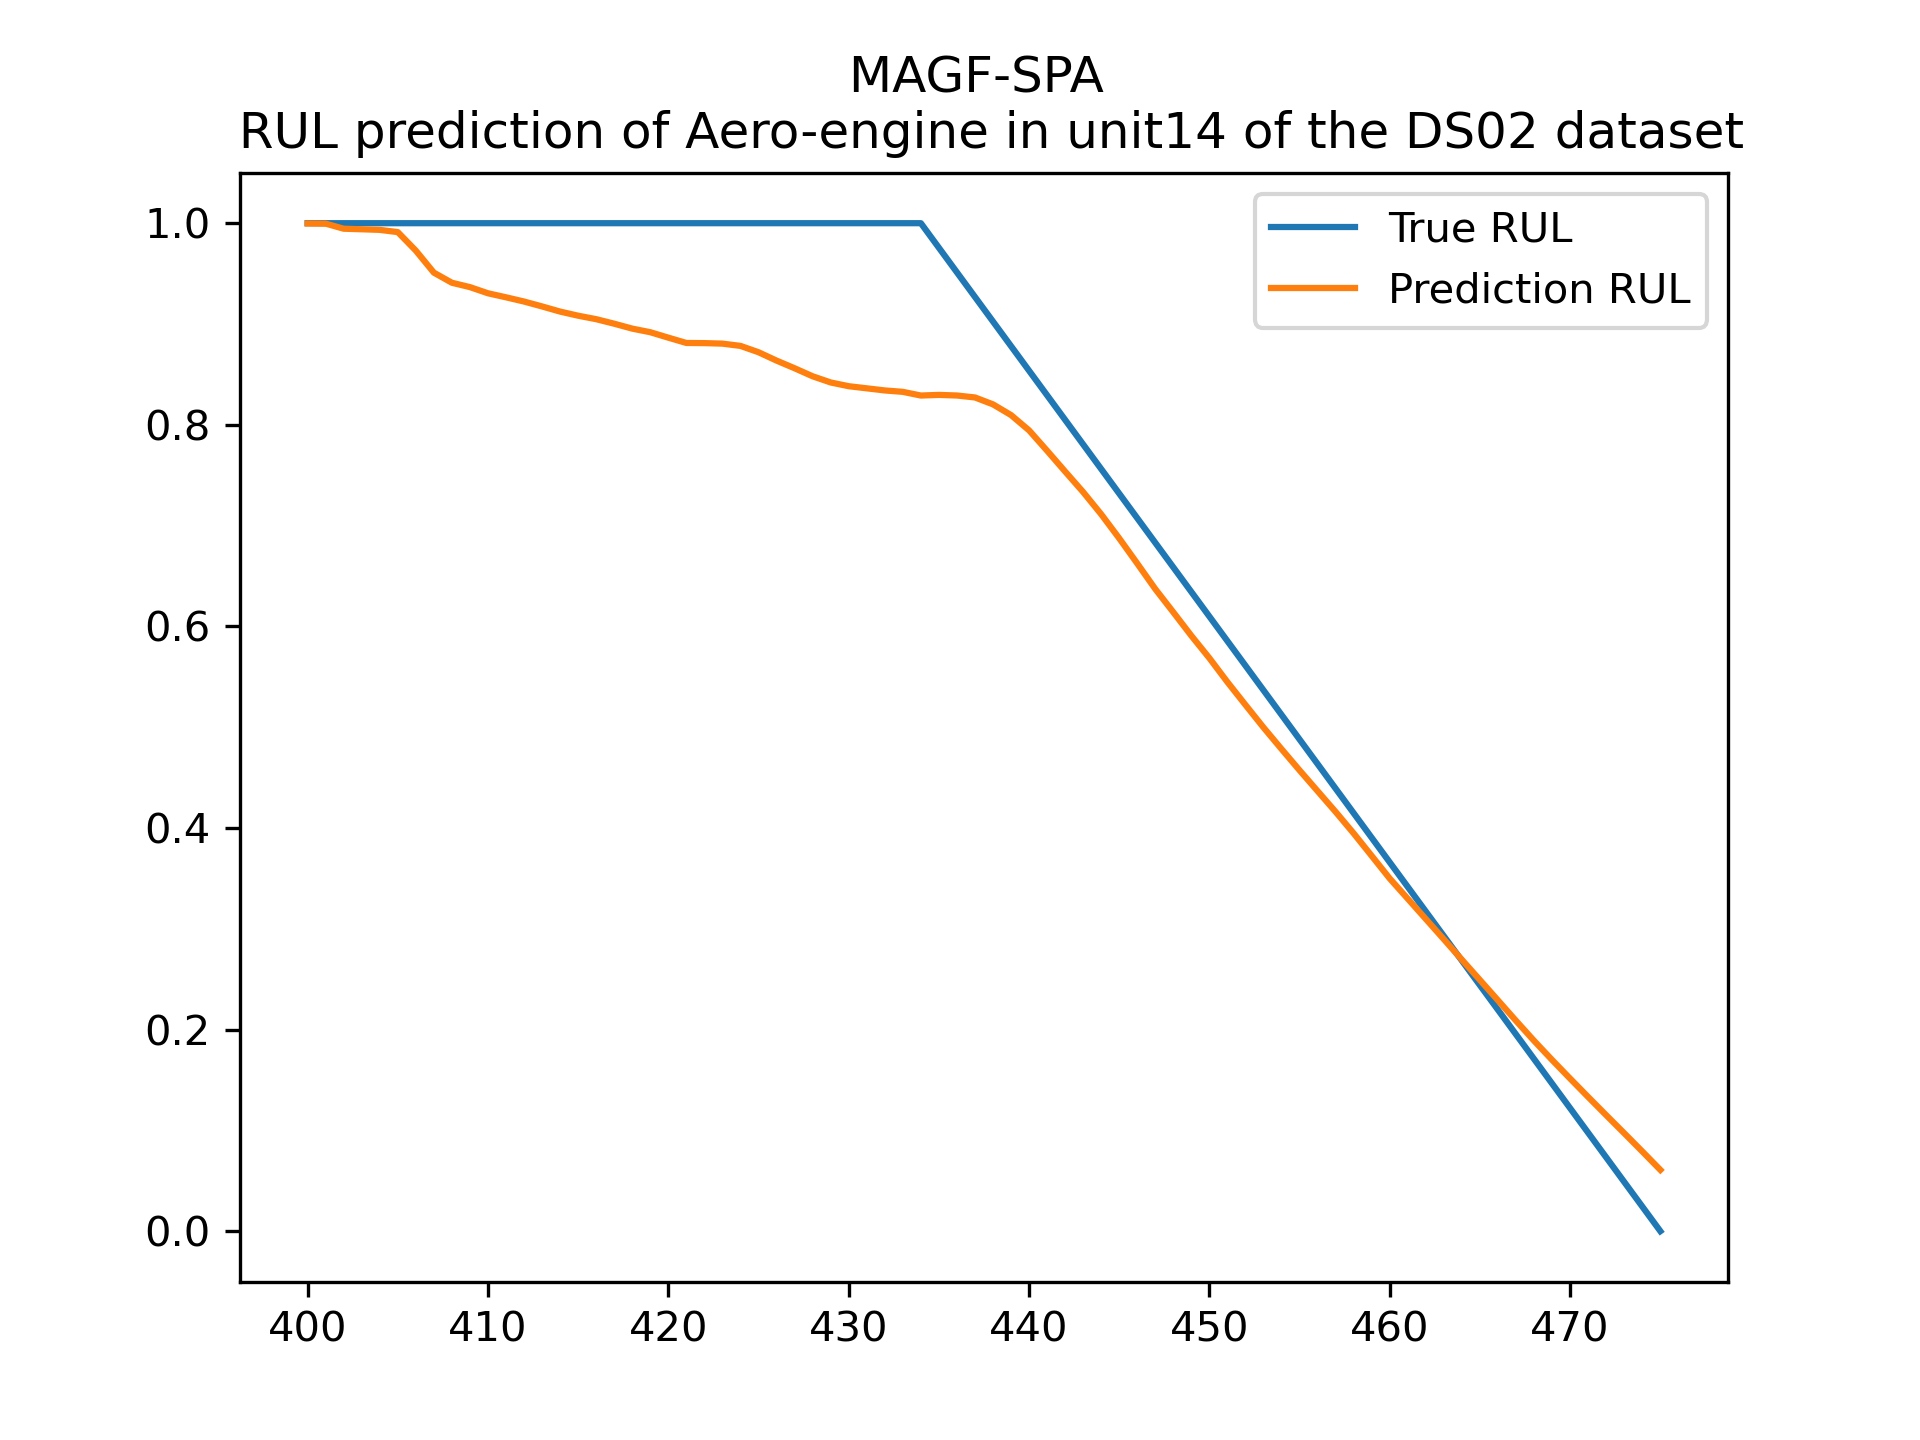 MAGF-SPA
RUL prediction of Aero-engine in unit14 of the DS02 dataset
True RUL
Prediction RUL
1.0
0.8
0.6
0.4
0.2
0.0
400 410 420 430 440 450 460 470